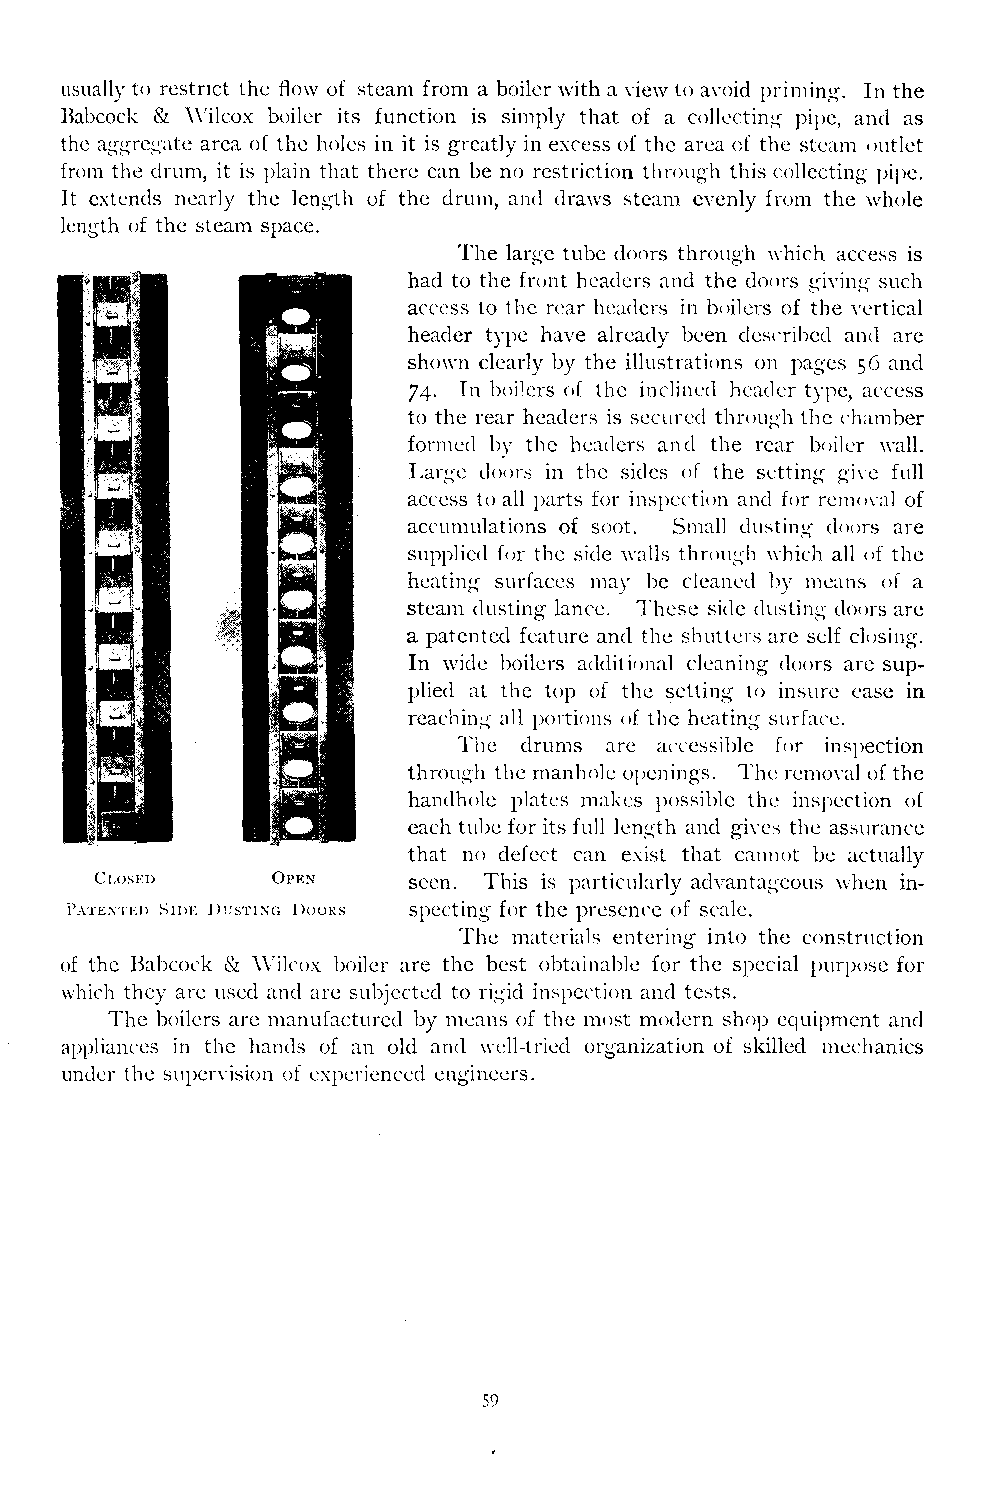 usually to restrict the flow of steam from a boiler with a view to avoid priming. In the
Babcock & Wilcox boiler its function is simply that of a collecting pipe, and as
the aggregate area of the holes in it is greatly in excess of the area of the steam outlet
from the drum, it is plain that there can be no restriction through this collecting pipe.
It extends nearly the length of the drum, and draws steam evenly from the whole
length of the steam space.
The large tube doors through which access is
had to the front headers and the doors giving such
access to the rear headers in boilers of the vertical
header type have already been described and are
shown clearly by the illustrations on pages 56 and
74. In boilers of the inclined header type, access
to the rear headers is secured through the chamber
formed by the headers and the rear boiler wall.
Large doors in the sides of the setting give full
access to all parts for inspection and for removal of
accumulations of soot. Small dusting doors are
supplied for the side walls through which all of the
heating surfaces may be cleaned by means of a
steam dusting lance. These side dusting doors are
a patented feature and the shutters are self closing.
In wide boilers additional cleaning doors are sup-
plied at the top of the setting to insure ease in
reaching all portions of the heating surface.
The drums are accessible for inspection
through the manhole openings. The removal of the
handhole plates makes possible the inspection of
each tube for its full length and gives the assurance
that no defect can exist that cannot be actually
seen. This is particularly advantageous when in-
specting for the presence of scale.
Closed Open
Patented Side Dusting Doors
The materials entering into the construction
of the Babcock & Wilcox boiler are the best obtainable for the special purpose for
which they are used and are subjected to rigid inspection and tests.
The boilers are manufactured by means of the most modern shop equipment and
appliances in the hands of an old and well-tried organization of skilled mechanics
under the supervision of experienced engineers.
59